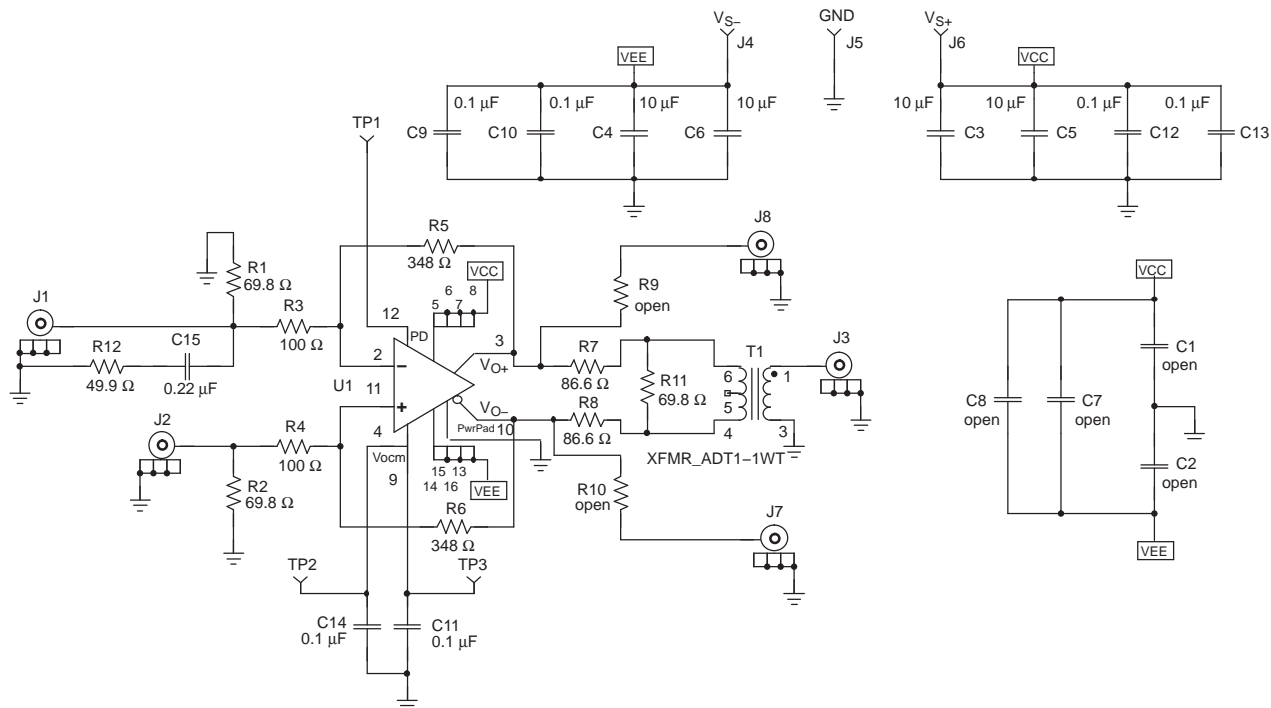 VS− GND VS+
J4 J5 J6
VEE VCC
0.1 µF 0.1 µF 10 µF 10 µF 10 µF 10 µF 0.1 µF 0.1 µF
TP1
C9 C10 C4 C6 C3 C5 C12 C13
R5
348 Ω
J8
VCC
6 8
5 7
R1
69.8 Ω
R9
open
VCC
J1
R3
100 Ω
12
PD
C15
0.22 µF
R12
49.9 Ω
2
−
3
VO+
R7
86.6 Ω
T1
J3
6 1
C1
open
U1
11
R11
69.8 Ω
5
C8
open
C7
open
+
VO−
R8
86.6 Ω
4
PwrPad 10
4 3
J2
R4
100 Ω
Vocm
9
XFMR_ADT1−1WT
15 13
14 16
VEE
C2
open
R2
69.8 Ω
R10
open
R6
348 Ω
J7
VEE
TP2 TP3
C14
0.1 µF
C11
0.1 µF